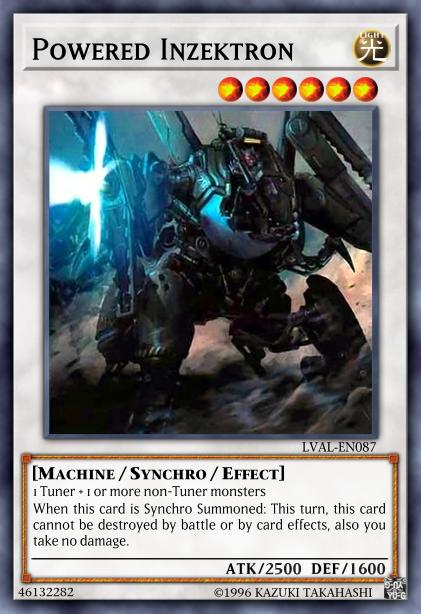 POWERED INZEKTRON
LIGHT
光
LVAL-EN087
[MACHINE / SYNCHRO / EFFECT]
1 Tuner + 1 or more non-Tuner monsters
When this card is Synchro Summoned: This turn, this card
cannot be destroyed by battle or by card effects, also you
take no damage.
ATK/2500 DEF/1600
46132282
©1996 KAZUKI TAKAHASHI